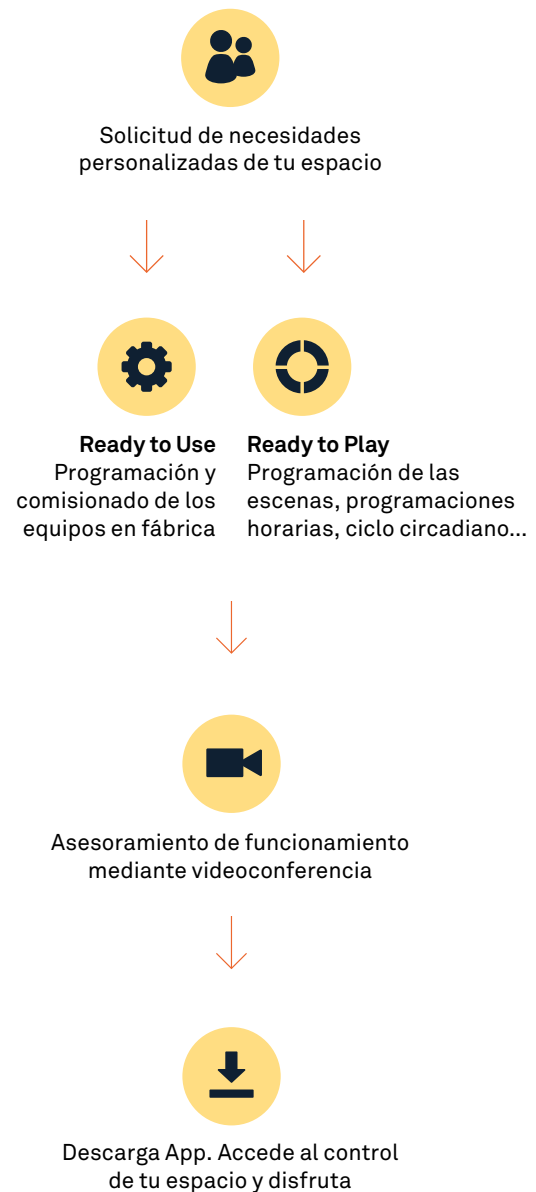 Solicitud de necesidades
personalizadas de tu espacio
Ready to Use
Programación y
comisionado de los
equipos en fábrica
Ready to Play
Programación de las
escenas, programaciones
horarias, ciclo circadiano...
Asesoramiento de funcionamiento
mediante videoconferencia
Descarga App. Accede al control
de tu espacio y disfruta